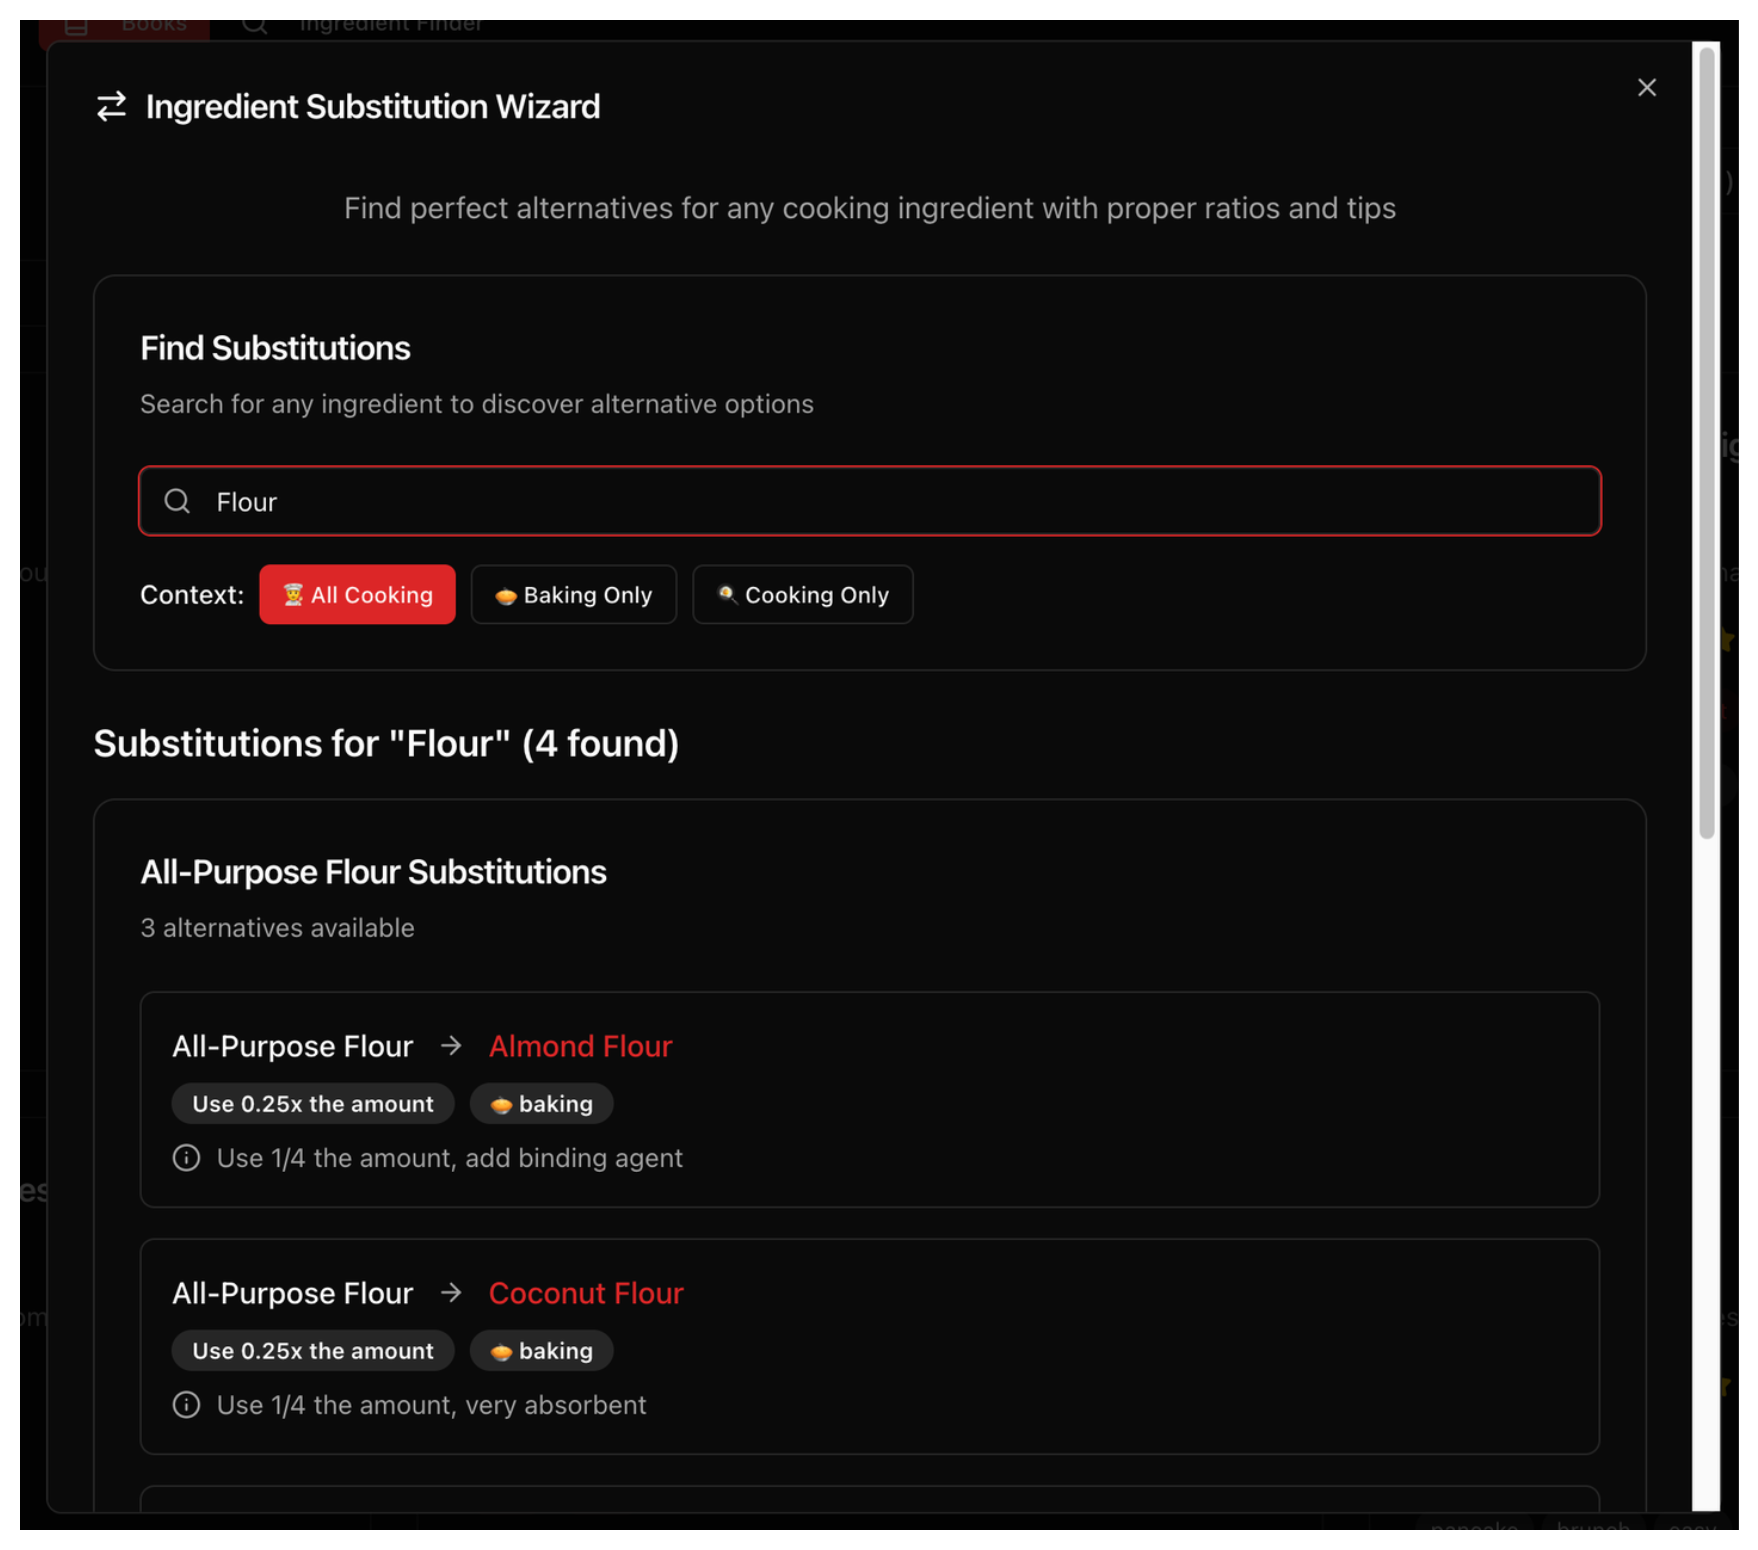 Books Ingredient Finder
Ingredient Substitution Wizard
Find perfect alternatives for any cooking ingredient with proper ratios and tips
Find Substitutions
Search for any ingredient to discover alternative options
Flour
Context: All Cooking Baking Only Cooking Only
Substitutions for "Flour" (4 found)
All-Purpose Flour Substitutions
3 alternatives available
All-Purpose Flour → Almond Flour
Use 0.25x the amount baking
Use 1/4 the amount, add binding agent
All-Purpose Flour → Coconut Flour
Use 0.25x the amount baking
Use 1/4 the amount, very absorbent
pancake brunch easy